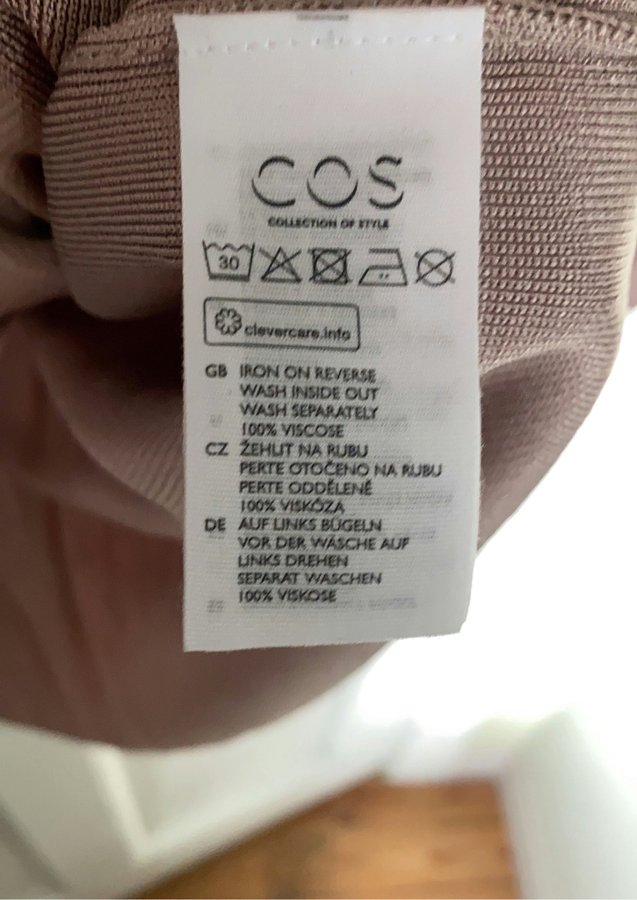 COS
COLLECTION OF STYLE
30
clevercare.info
GB IRON ON REVERSE
WASH INSIDE OUT
WASH SEPARATELY
100% VISCOSE
CZ ŽEHLIT NA RUBU
PERTE OTOČENO NA RUBU
PERTE ODDĚLENĚ
100% VISKÓZA
DE AUF LINKS BÜGELN
VOR DER WÄSCHE AUF
LINKS DREHEN
SEPARAT WASCHEN
100% VISKOSE